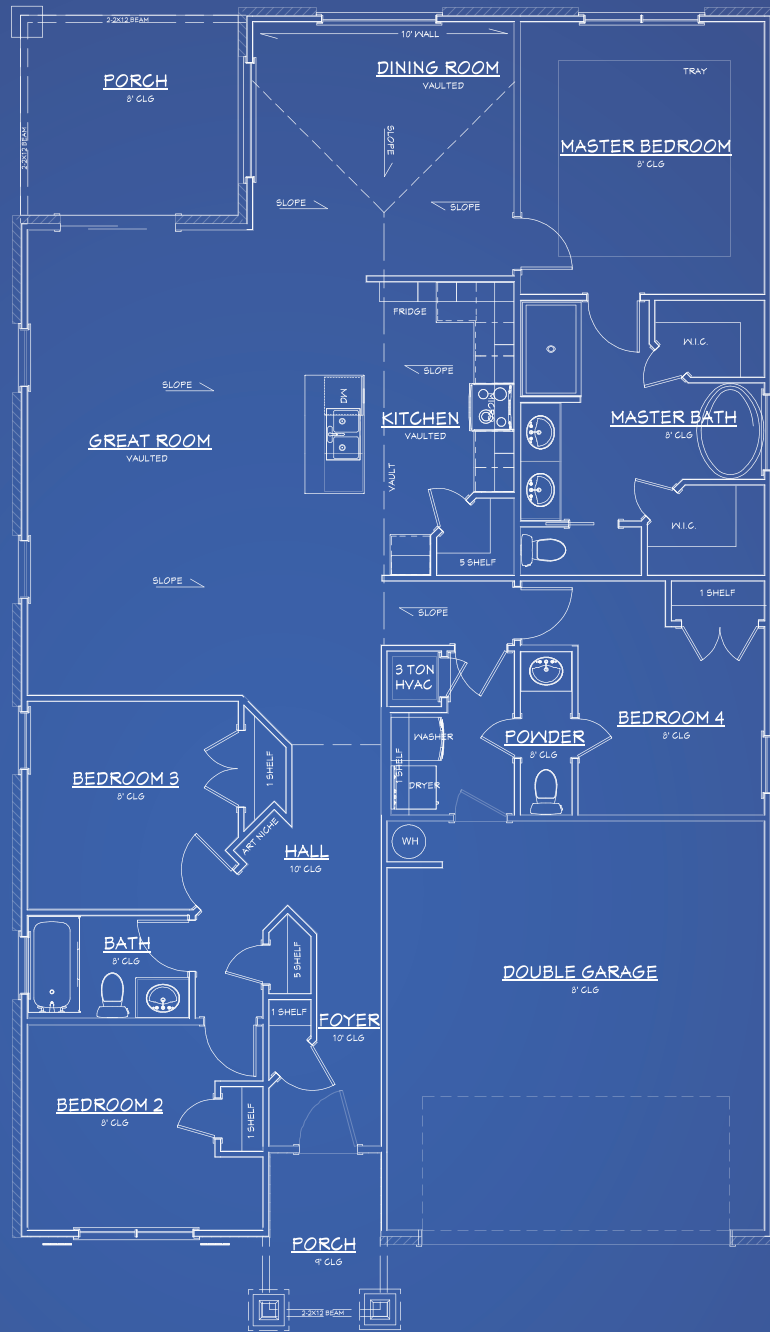 2-2X12 BEAM
PORCH
8' CLG
2-2X12 BEAM
10' WALL
DINING ROOM
VAULTED
SLOPE
SLOPE
SLOPE
TRAY
MASTER BEDROOM
8' CLG
FRIDGE
SLOPE
KITCHEN
VAULTED
MICRO
VAULT
5 SHELF
W.I.C.
MASTER BATH
8' CLG
W.I.C.
SLOPE
GREAT ROOM
VAULTED
DW
SLOPE
SLOPE
1 SHELF
3 TON
HVAC
WASHER
1 SHELF
DRYER
POWDER
8' CLG
BEDROOM 4
8' CLG
BEDROOM 3
8' CLG
1 SHELF
ART NICHE
HALL
10' CLG
WH
BATH
8' CLG
5 SHELF
1 SHELF
FOYER
10' CLG
DOUBLE GARAGE
8' CLG
BEDROOM 2
8' CLG
1 SHELF
PORCH
9' CLG
2-2X12 BEAM